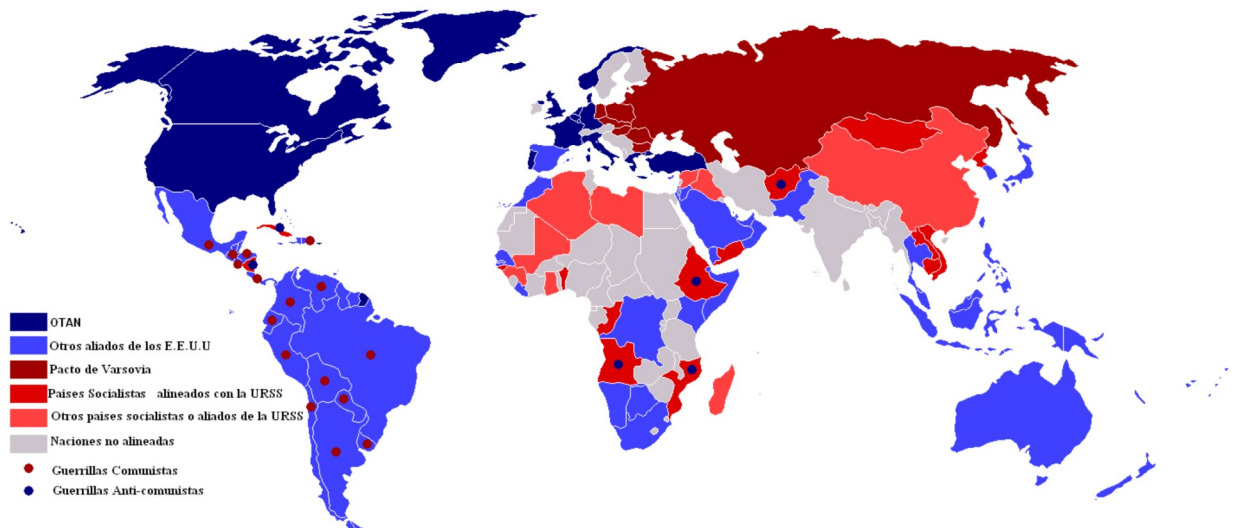 OTAN
Otros aliados de los E.E.U.U
Pacto de Varsovia
Paises Socialistas alineados con la URSS
Otros paises socialistas o aliados de la URSS
Naciones no alineadas
Guerrillas Comunistas
Guerrillas Anti-comunistas